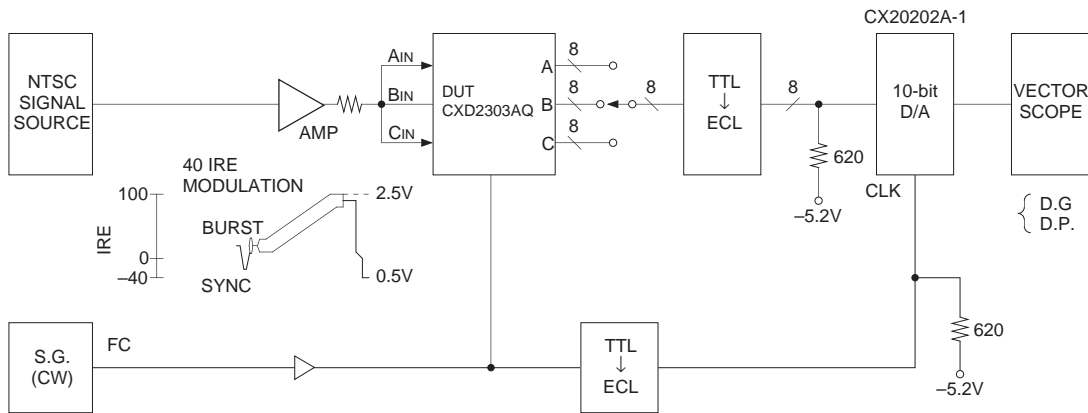 CX20202A-1
NTSC
SIGNAL
SOURCE
AMP
AIN
BIN
CIN
DUT
CXD2303AQ
A
B
C
8
8
8
8
TTL
↓
ECL
8
620
–5.2V
10-bit
D/A
CLK
VECTOR
SCOPE
D.G
D.P.
40 IRE
MODULATION
100
IRE
0
–40
BURST
SYNC
2.5V
0.5V
S.G.
(CW)
FC
TTL
↓
ECL
620
–5.2V